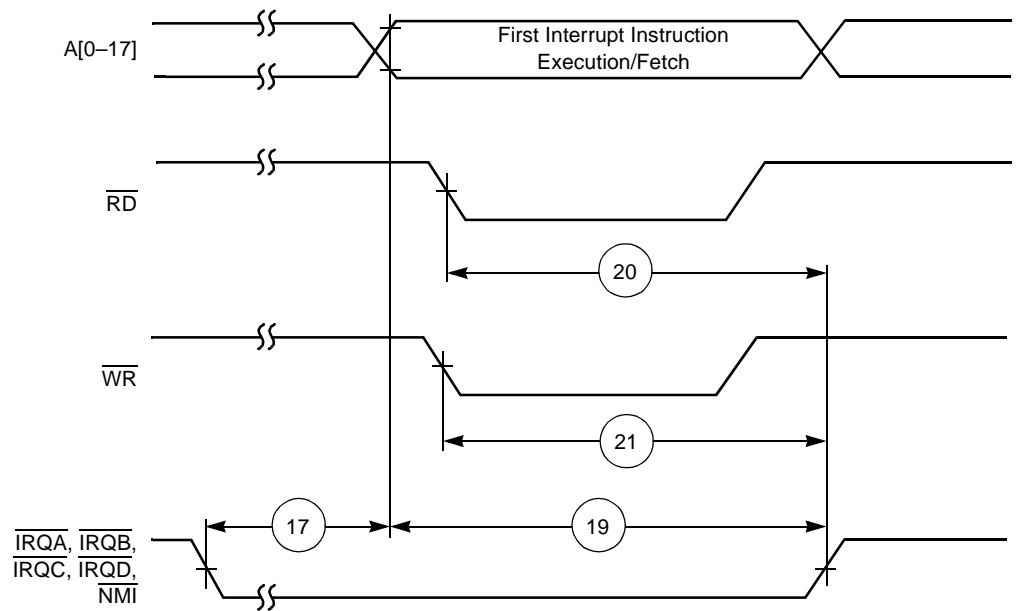 A[0–17]
First Interrupt Instruction
Execution/Fetch
RD
20
WR
21
17
19
IRQA, IRQB,
IRQC, IRQD,
NMI